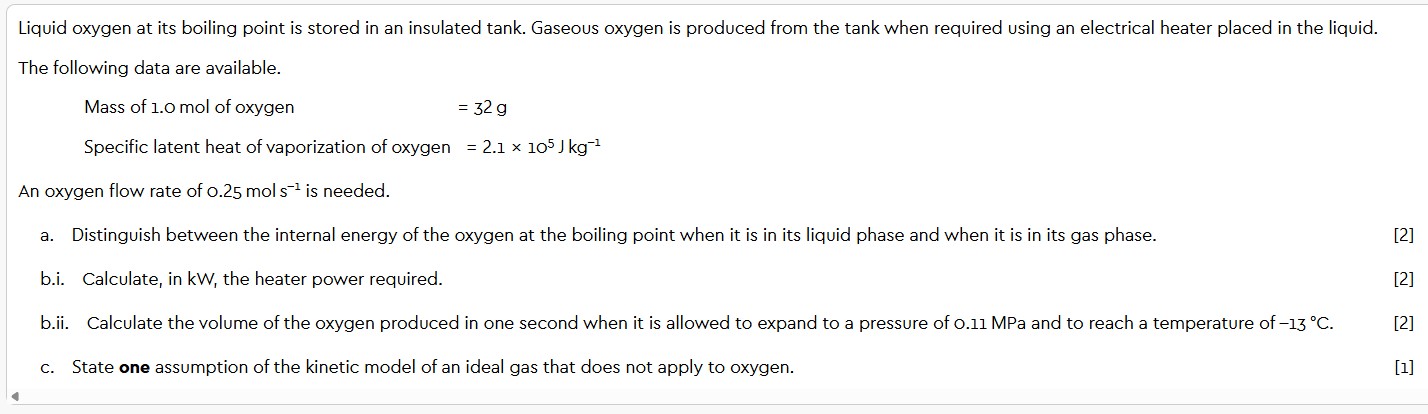 Liquid oxygen at its boiling point is stored in an insulated tank. Gaseous oxygen is produced from the tank when required using an electrical heater placed in the liquid.
The following data are available.
Mass of 1.0 mol of oxygen = 32 g
Specific latent heat of vaporization of oxygen = 2.1 × 10⁵ J kg⁻¹
An oxygen flow rate of 0.25 mol s⁻¹ is needed.
a. Distinguish between the internal energy of the oxygen at the boiling point when it is in its liquid phase and when it is in its gas phase. [2]
b.i. Calculate, in kW, the heater power required. [2]
b.ii. Calculate the volume of the oxygen produced in one second when it is allowed to expand to a pressure of 0.11 MPa and to reach a temperature of −13 °C. [2]
c. State one assumption of the kinetic model of an ideal gas that does not apply to oxygen. [1]